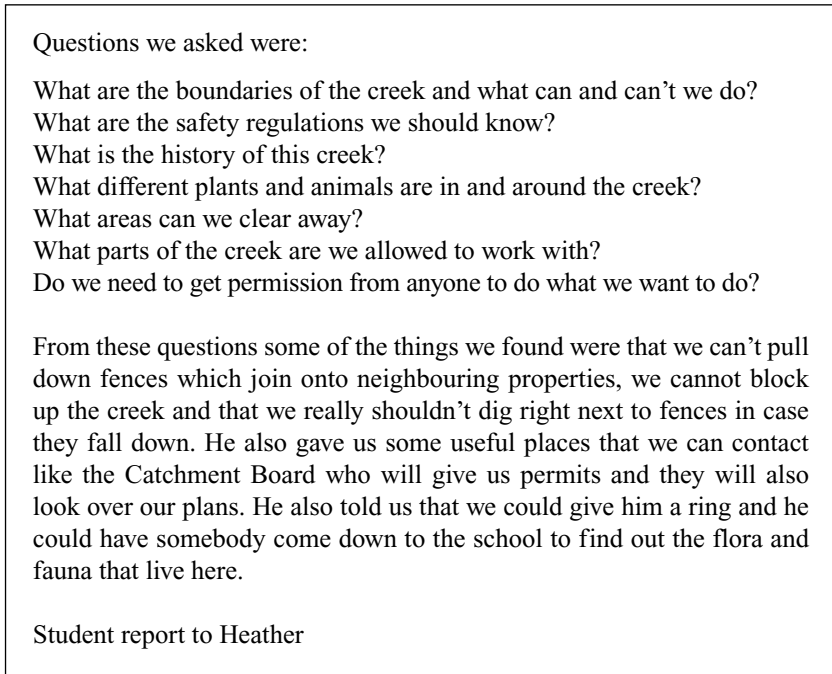 Questions we asked were:
What are the boundaries of the creek and what can and can’t we do?
What are the safety regulations we should know?
What is the history of this creek?
What different plants and animals are in and around the creek?
What areas can we clear away?
What parts of the creek are we allowed to work with?
Do we need to get permission from anyone to do what we want to do?
From these questions some of the things we found were that we can’t pull
down fences which join onto neighbouring properties, we cannot block
up the creek and that we really shouldn’t dig right next to fences in case
they fall down. He also gave us some useful places that we can contact
like the Catchment Board who will give us permits and they will also
look over our plans. He also told us that we could give him a ring and he
could have somebody come down to the school to find out the flora and
fauna that live here.
Student report to Heather